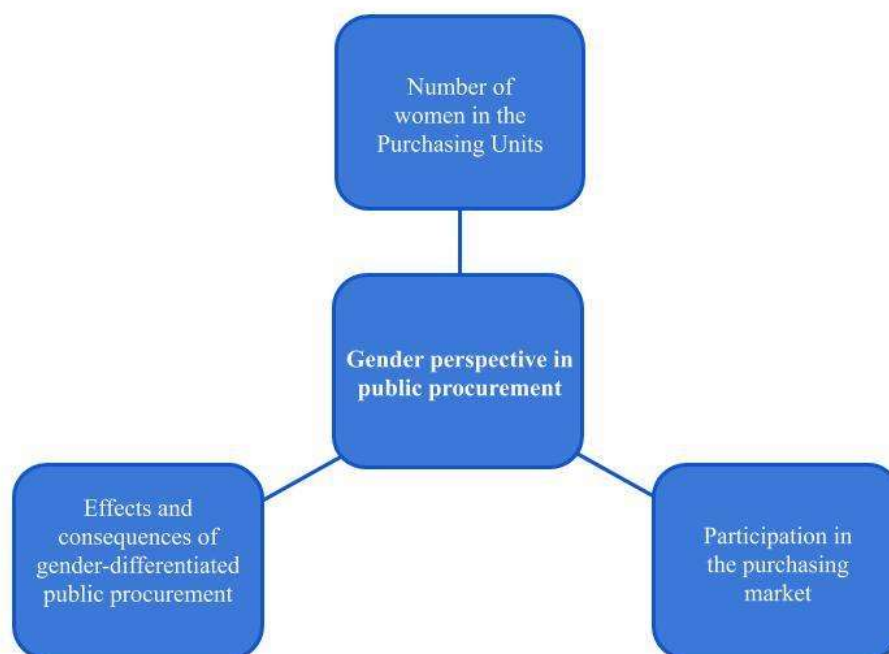 Number of
women in the
Purchasing Units
Gender perspective in
public procurement
Effects and
consequences of
gender-differentiated
public procurement
Participation in
the purchasing
market